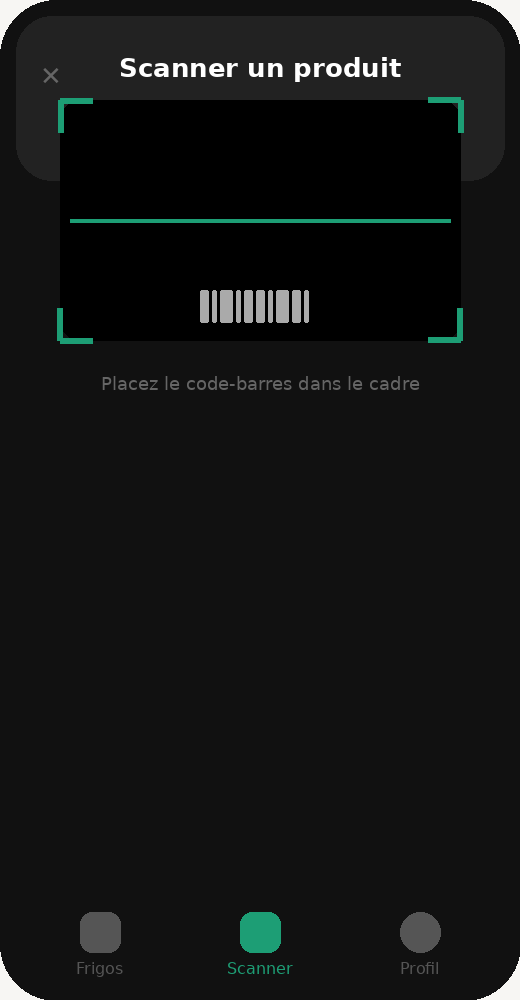 ✕
Scanner un produit
Placez le code-barres dans le cadre
Frigos
Scanner
Profil